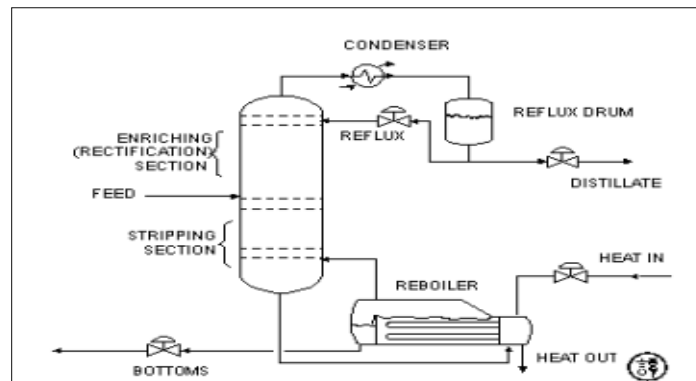 CONDENSER
REFLUX DRUM
REFLUX
ENRICHING
(RECTIFICATION)
SECTION
DISTILLATE
FEED
STRIPPING
SECTION
HEAT IN
REBOILER
HEAT OUT
BOTTOMS